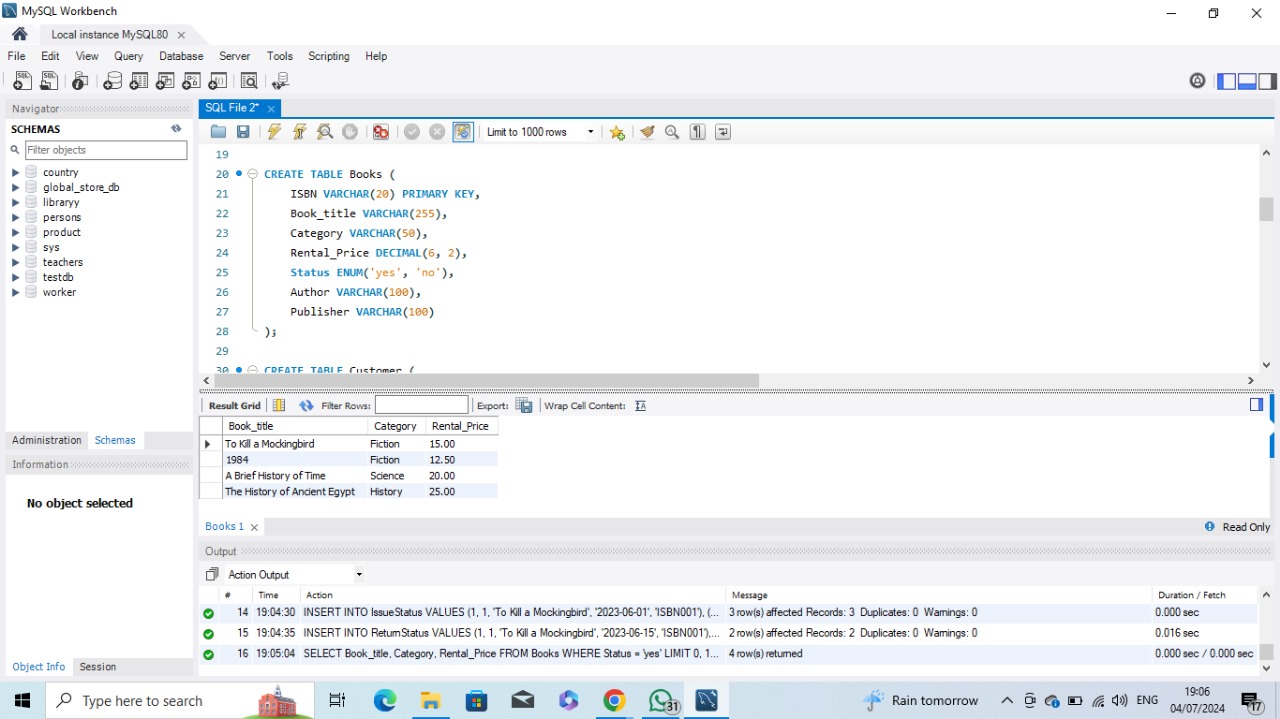 MySQL Workbench
Local instance MySQL80
File Edit View Query Database Server Tools Scripting Help
Navigator
SCHEMAS
Filter objects
country
global_store_db
libraryy
persons
product
sys
teachers
testdb
worker
Administration Schemas
Information
No object selected
Object Info Session
SQL File 2*
Limit to 1000 rows
19
20 CREATE TABLE Books (
21 ISBN VARCHAR(20) PRIMARY KEY,
22 Book_title VARCHAR(255),
23 Category VARCHAR(50),
24 Rental_Price DECIMAL(6, 2),
25 Status ENUM('yes', 'no'),
26 Author VARCHAR(100),
27 Publisher VARCHAR(100)
28 );
29
30 CREATE TABLE Customer (
Result Grid Filter Rows: Export: Wrap Cell Content:
Book_title Category Rental_Price
To Kill a Mockingbird Fiction 15.00
1984 Fiction 12.50
A Brief History of Time Science 20.00
The History of Ancient Egypt History 25.00
Books 1 Read Only
Output
Action Output
# Time Action Message Duration / Fetch
14 19:04:30 INSERT INTO IssueStatus VALUES (1, 1, 'To Kill a Mockingbird', '2023-06-01', 'ISBN001'), (... 3 row(s) affected Records: 3 Duplicates: 0 Warnings: 0 0.000 sec
15 19:04:35 INSERT INTO ReturnStatus VALUES (1, 1, 'To Kill a Mockingbird', '2023-06-15', 'ISBN001'),... 2 row(s) affected Records: 2 Duplicates: 0 Warnings: 0 0.016 sec
16 19:05:04 SELECT Book_title, Category, Rental_Price FROM Books WHERE Status = 'yes' LIMIT 0, 1... 4 row(s) returned 0.000 sec / 0.000 sec
Type here to search
31
Rain tomorrow
ENG
19:06
04/07/2024
17